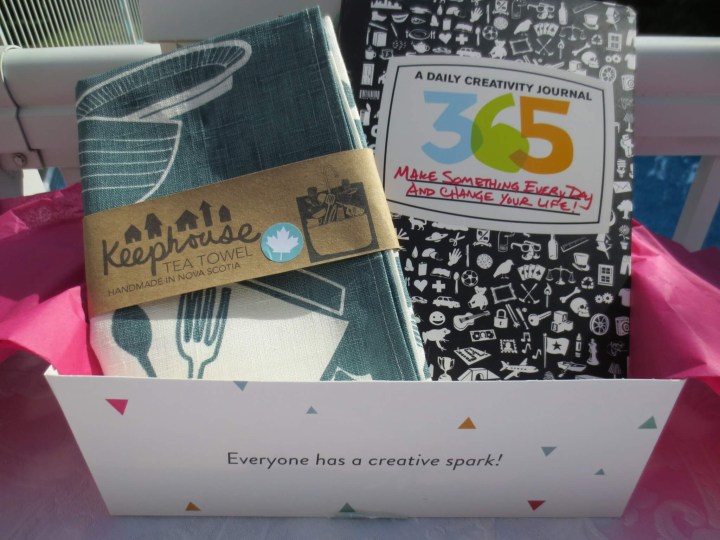 A DAILY CREATIVITY JOURNAL
365
MAKE SOMETHING EVERY DAY
AND CHANGE YOUR LIFE!
Keephouse
TEA TOWEL
HANDMADE IN NOVA SCOTIA
Everyone has a creative spark!